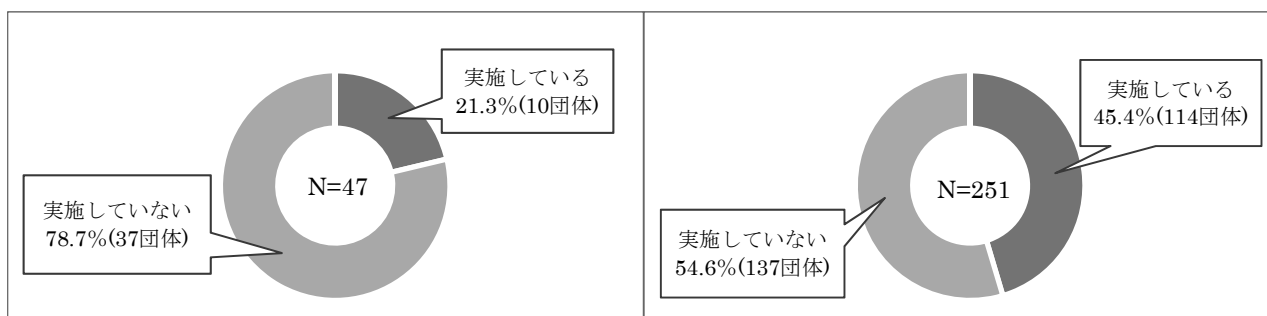 実施している
21.3%(10団体)
N=47
実施していない
78.7%(37団体)
実施している
45.4%(114団体)
N=251
実施していない
54.6%(137団体)